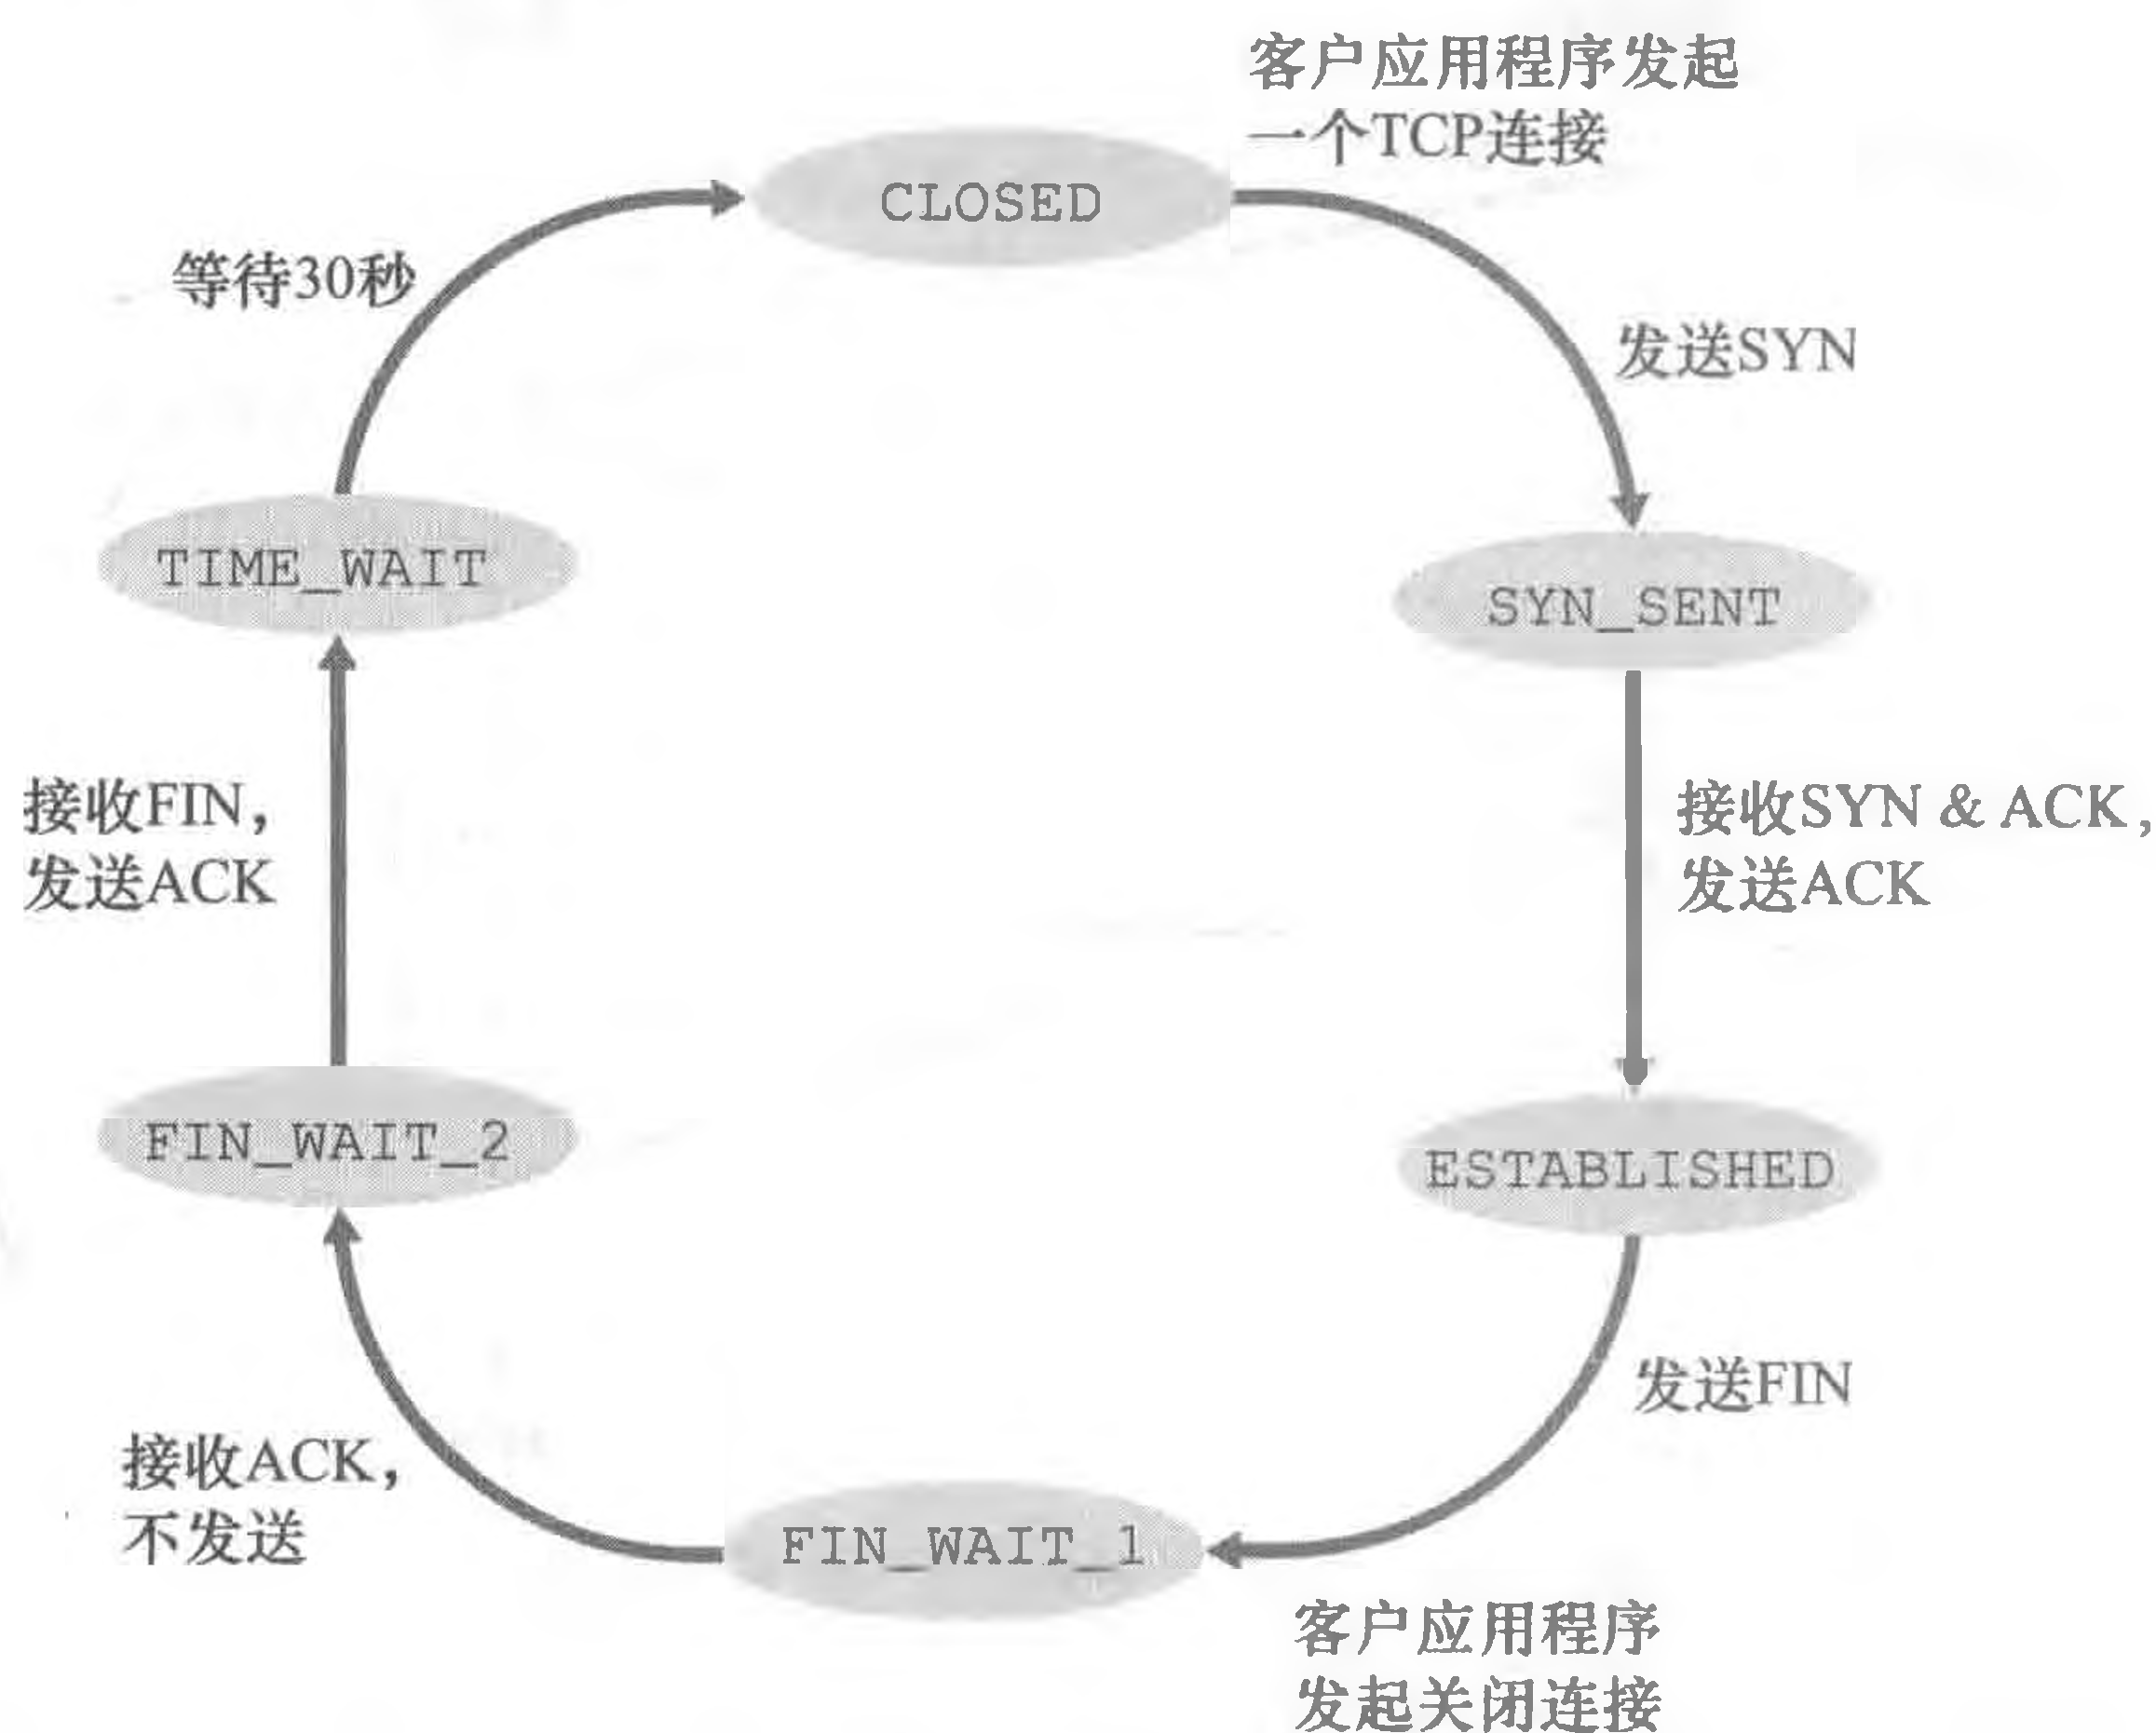 客户应用程序发起
一个TCP连接
CLOSED
等待30秒
发送SYN
TIME_WAIT
SYN_SENT
接收FIN，
发送ACK
接收SYN & ACK，
发送ACK
FIN_WAIT_2
ESTABLISHED
发送FIN
接收ACK，
不发送
FIN_WAIT_1
客户应用程序
发起关闭连接